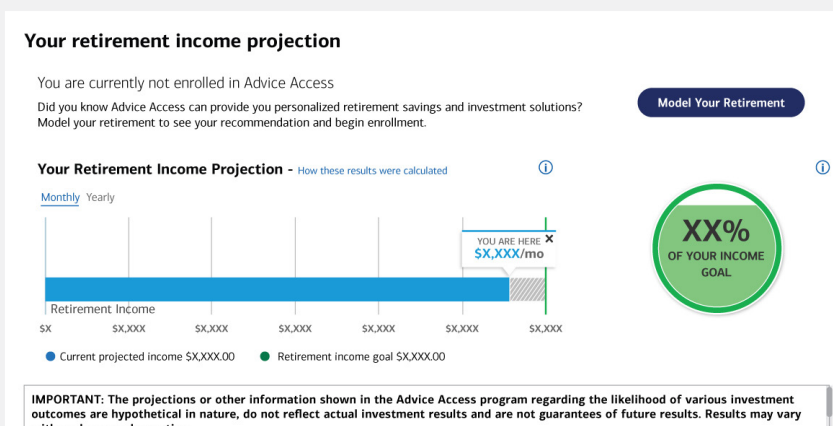 Your retirement income projection
You are currently not enrolled in Advice Access
Did you know Advice Access can provide you personalized retirement savings and investment solutions?
Model your retirement to see your recommendation and begin enrollment.
Model Your Retirement
Your Retirement Income Projection - How these results were calculated
Monthly Yearly
YOU ARE HERE
$X,XXX/mo
Retirement Income
$X $X,XXX $X,XXX $X,XXX $X,XXX $X,XXX $X,XXX
Current projected income $X,XXX.00 Retirement income goal $X,XXX.00
XX%
OF YOUR INCOME
GOAL
IMPORTANT: The projections or other information shown in the Advice Access program regarding the likelihood of various investment
outcomes are hypothetical in nature, do not reflect actual investment results and are not guarantees of future results. Results may vary